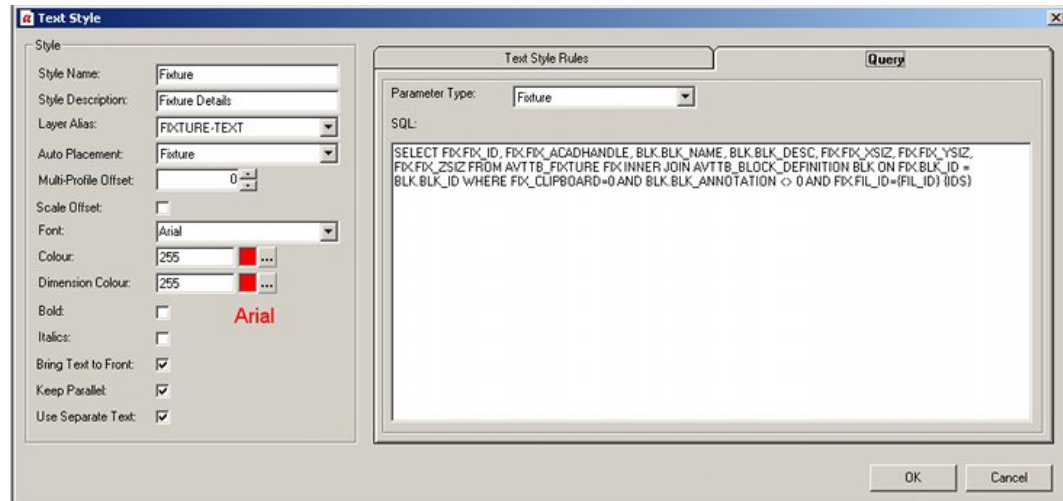 Text Style
Style
Style Name: Fixture
Style Description: Fixture Details
Layer Alias: FIXTURE-TEXT
Auto Placement: Fixture
Multi-Profile Offset: 0
Scale Offset:
Font: Arial
Colour: 255 ...
Dimension Colour: 255 ...
Bold:
Arial
Italics:
Bring Text to Front:
Keep Parallel:
Use Separate Text:
Text Style Rules
Query
Parameter Type: Fixture
SQL:
SELECT FIX.FIX_ID, FIX.FIX_ACADHANDLE, BLK.BLK_NAME, BLK.BLK_DESC, FIX.FIX_XSIZ, FIX.FIX_YSIZ,
FIX.FIX_ZSIZ FROM AVTTB_FIXTURE FIX INNER JOIN AVTTB_BLOCK_DEFINITION BLK ON FIX.BLK_ID =
BLK.BLK_ID WHERE FIX_CLIPBOARD=0 AND BLK.BLK_ANNOTATION <> 0 AND FIX.FIL_ID={FIL_ID} {IDS}
OK
Cancel